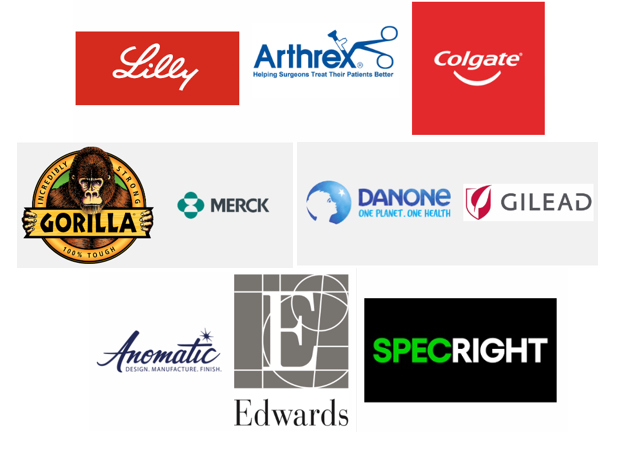 Lilly
Arthrex®
Helping Surgeons Treat Their Patients Better
Colgate®
INCREDIBLY STRONG
GORILLA
100% TOUGH
MERCK
DANONE
ONE PLANET. ONE HEALTH
GILEAD
Anomatic
DESIGN. MANUFACTURE. FINISH.
E
Edwards
SPECRIGHT